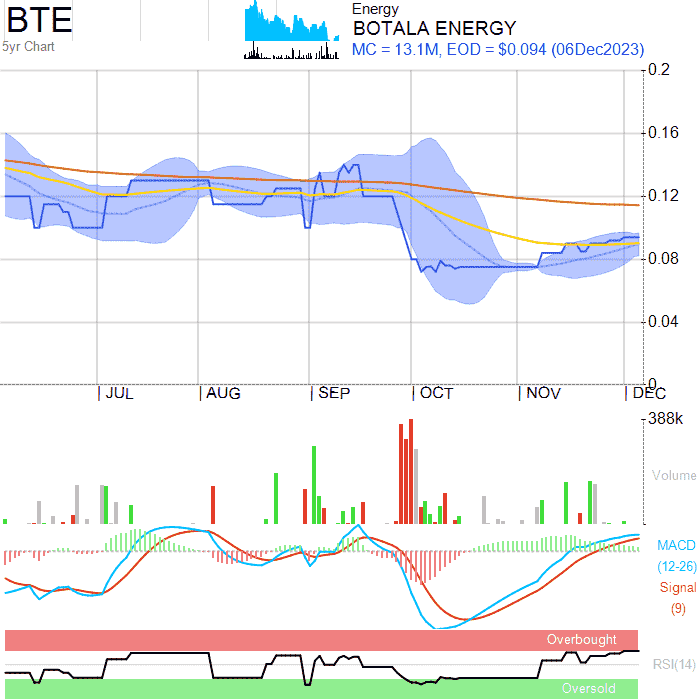 BTE
5yr Chart
Energy
BOTALA ENERGY
MC = 13.1M, EOD = $0.094 (06Dec2023)
0.2
0.16
0.12
0.08
0.04
0
JUL
AUG
SEP
OCT
NOV
DEC
388k
Volume
MACD
(12-26)
Signal
(9)
Overbought
RSI(14)
Oversold